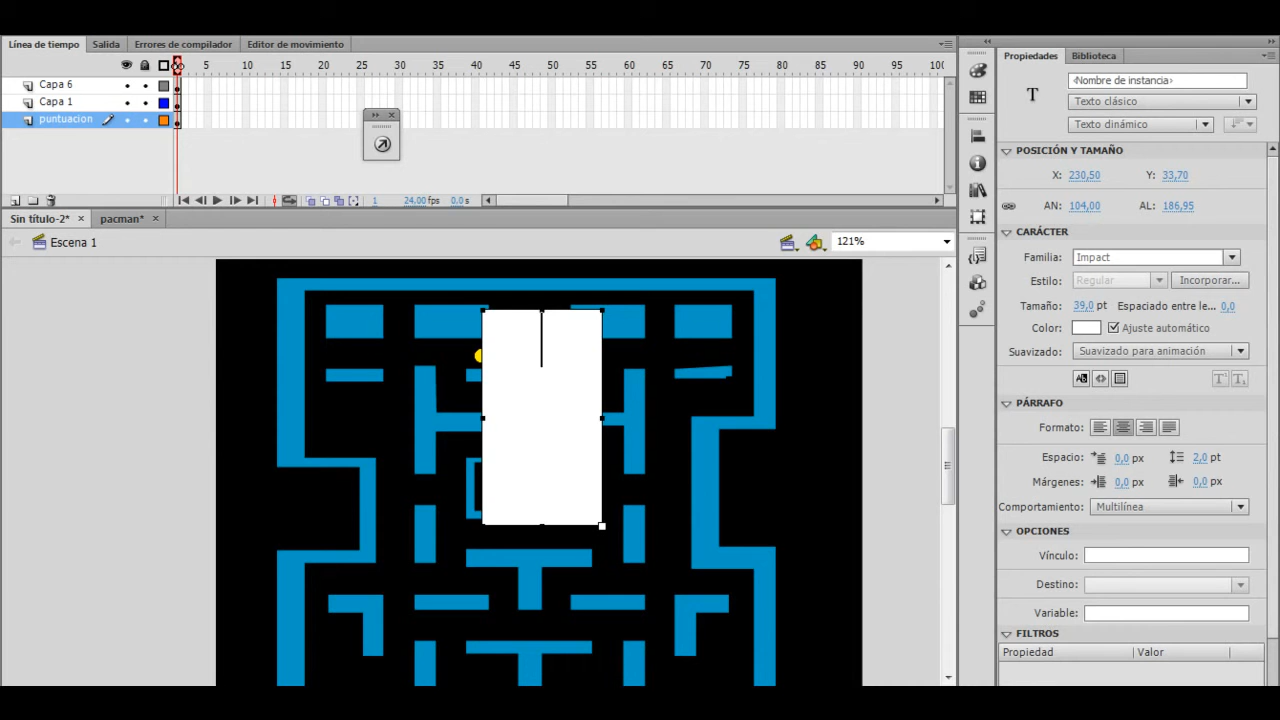 Línea de tiempo Salida Errores de compilador Editor de movimiento
5 10 15 20 25 30 35 40 45 50 55 60 65 70 75 80 85 90 95 100
Capa 6
Capa 1
puntuacion
1 24,00 fps 0,0 s
Sin título-2* pacman*
Escena 1 121%
Propiedades Biblioteca
T <Nombre de instancia>
Texto clásico
Texto dinámico
POSICIÓN Y TAMAÑO
X: 230,50 Y: 33,70
AN: 104,00 AL: 186,95
CARÁCTER
Familia: Impact
Estilo: Regular Incorporar...
Tamaño: 39,0 pt Espaciado entre le... 0,0
Color: Ajuste automático
Suavizado: Suavizado para animación
PÁRRAFO
Formato:
Espacio: 0,0 px 2,0 pt
Márgenes: 0,0 px 0,0 px
Comportamiento: Multilínea
OPCIONES
Vínculo:
Destino:
Variable:
FILTROS
Propiedad Valor